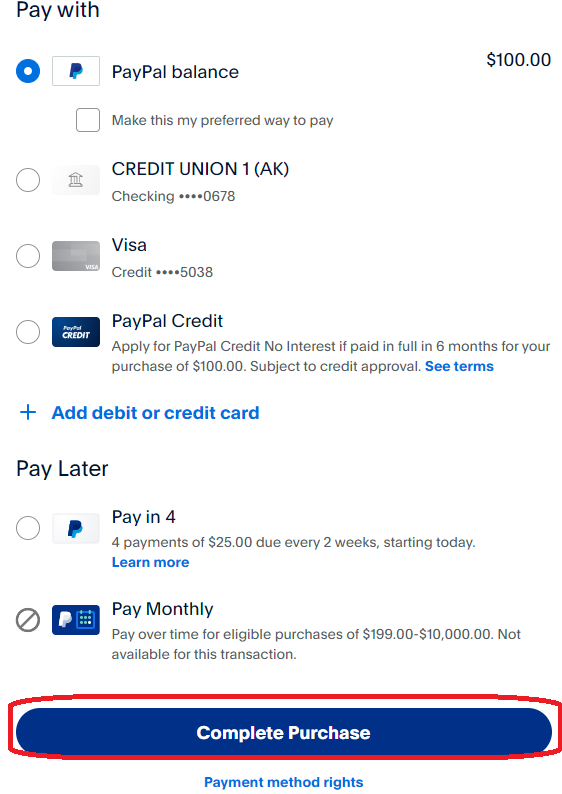 Pay with
PayPal balance
$100.00
Make this my preferred way to pay
CREDIT UNION 1 (AK)
Checking ••••0678
VISA
Visa
Credit ••••5038
PayPal
CREDIT
PayPal Credit
Apply for PayPal Credit No Interest if paid in full in 6 months for your
purchase of $100.00. Subject to credit approval. See terms
+ Add debit or credit card
Pay Later
Pay in 4
4 payments of $25.00 due every 2 weeks, starting today.
Learn more
Pay Monthly
Pay over time for eligible purchases of $199.00-$10,000.00. Not
available for this transaction.
Complete Purchase
Payment method rights